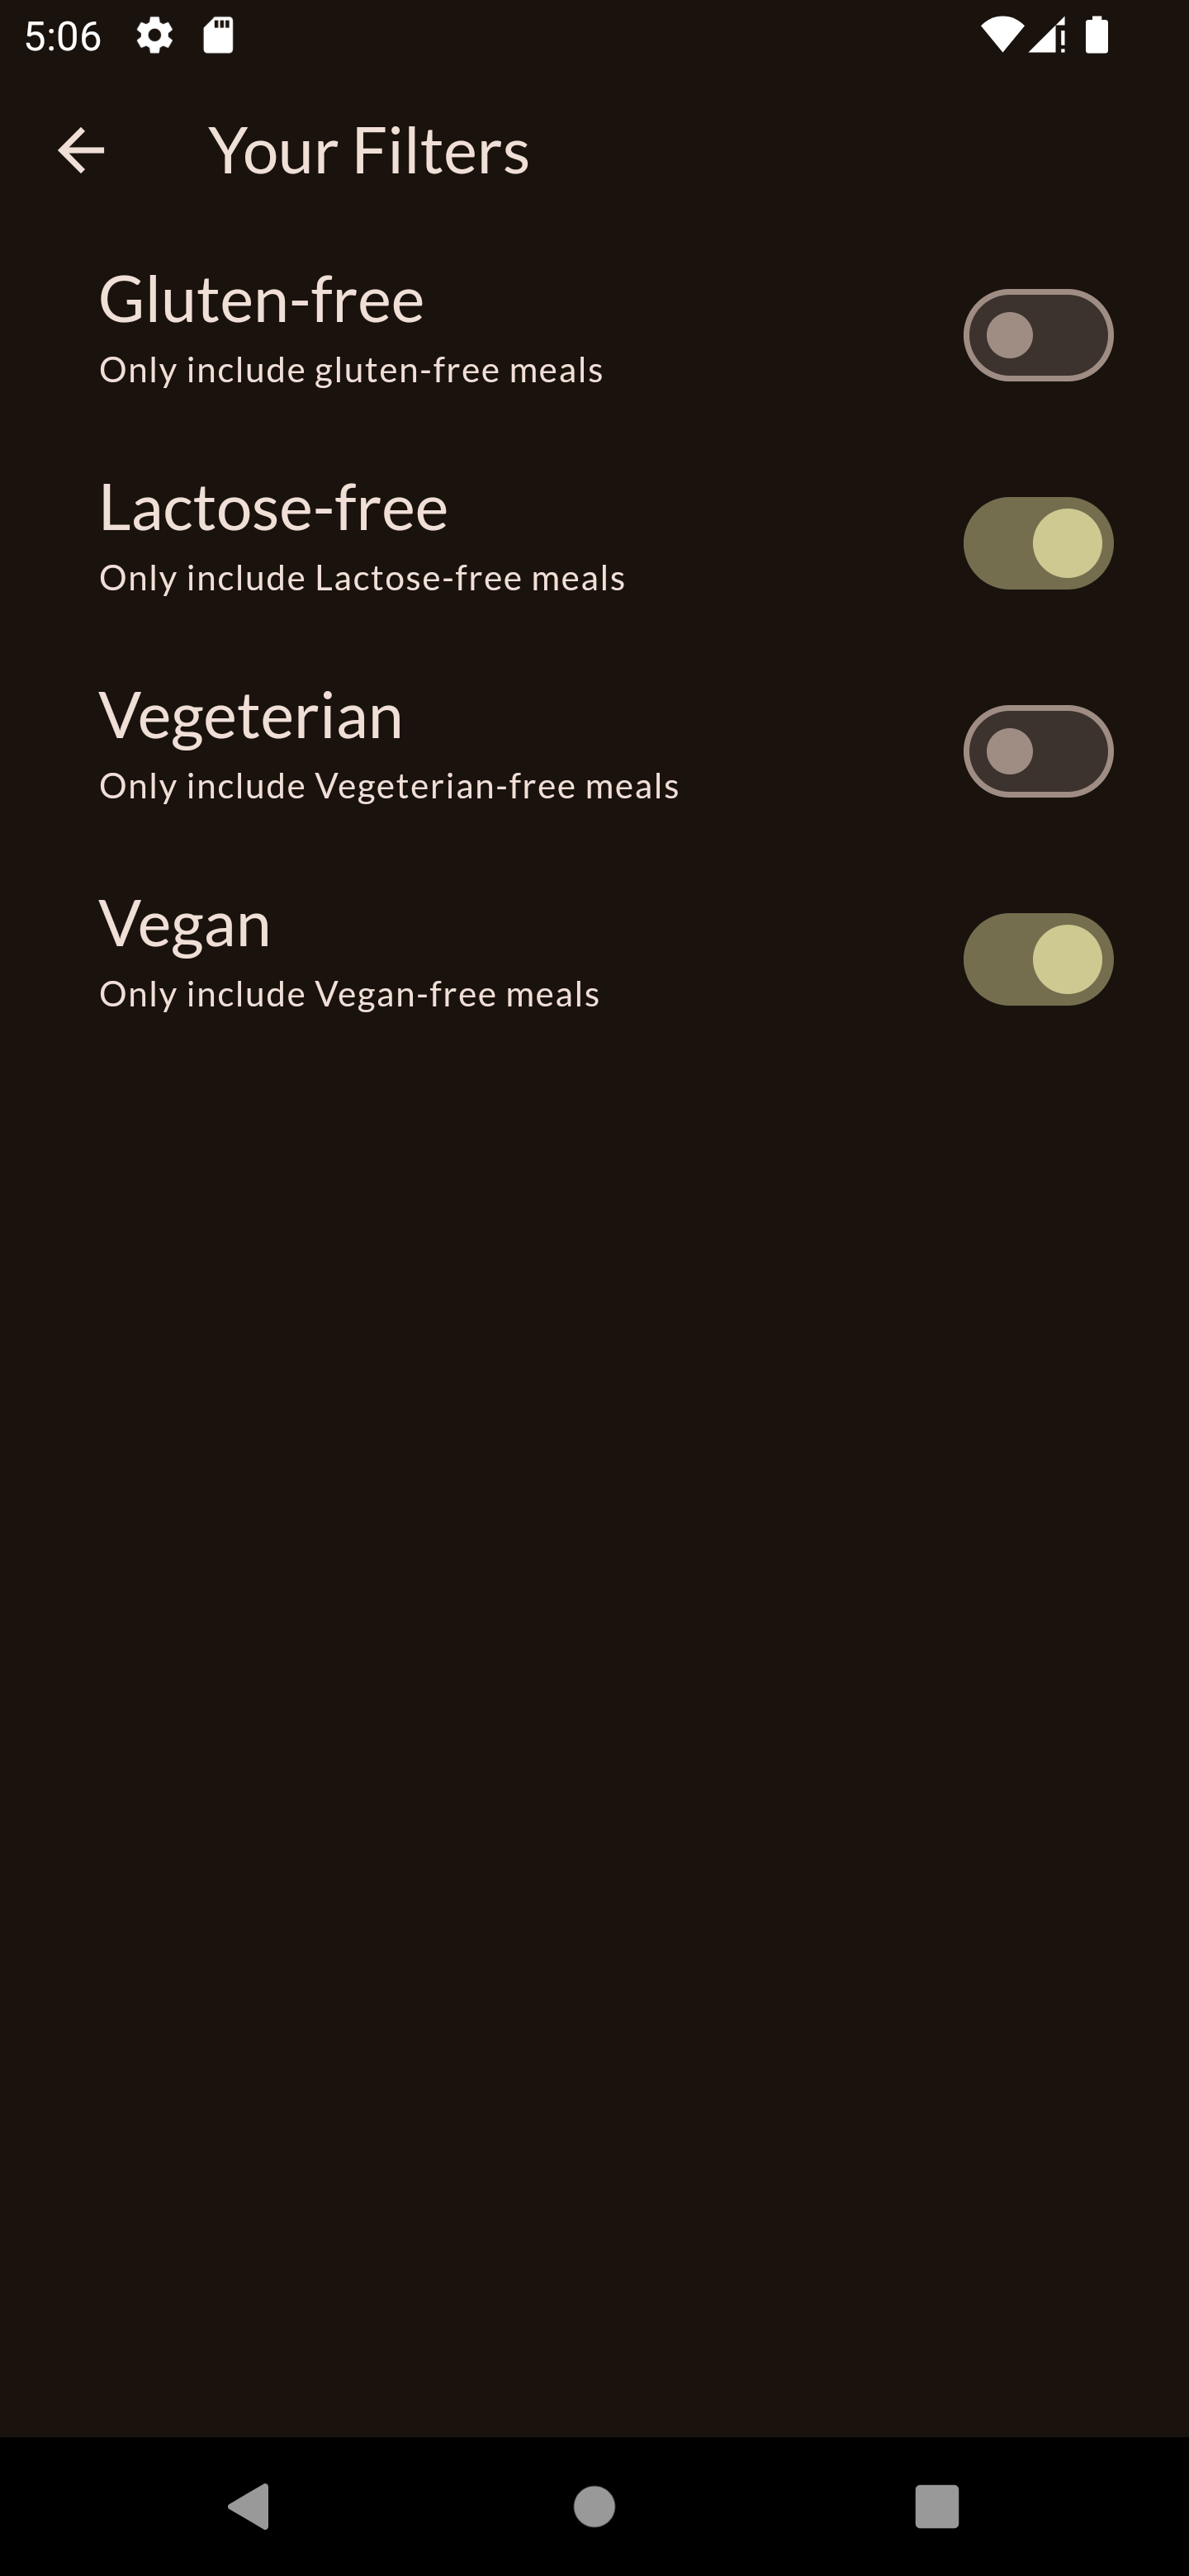 5:06
Your Filters
Gluten-free
Only include gluten-free meals
Lactose-free
Only include Lactose-free meals
Vegeterian
Only include Vegeterian-free meals
Vegan
Only include Vegan-free meals